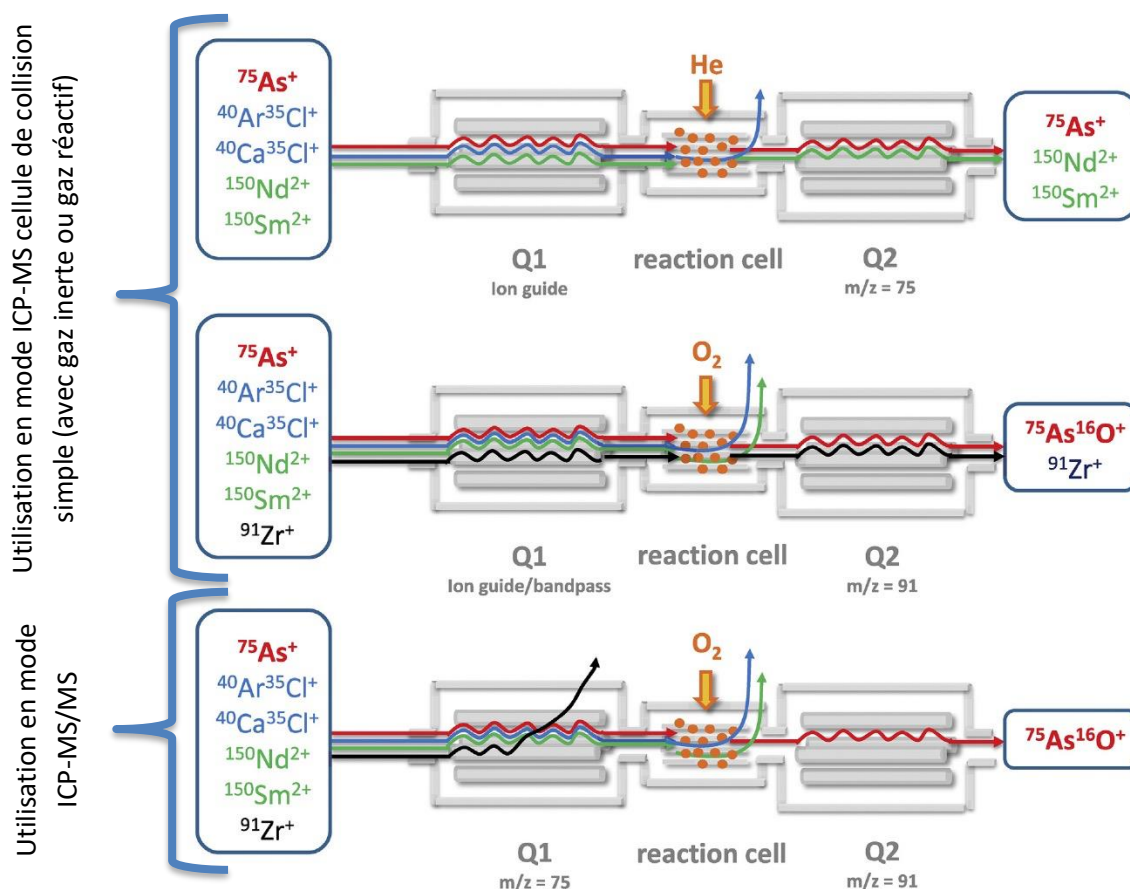 Utilisation en mode ICP-MS cellule de collision
simple (avec gaz inerte ou gaz réactif)
⁷⁵As⁺
⁴⁰Ar³⁵Cl⁺
⁴⁰Ca³⁵Cl⁺
¹⁵⁰Nd²⁺
¹⁵⁰Sm²⁺
He
⁷⁵As⁺
¹⁵⁰Nd²⁺
¹⁵⁰Sm²⁺
Q1
Ion guide
reaction cell
Q2
m/z = 75
⁷⁵As⁺
⁴⁰Ar³⁵Cl⁺
⁴⁰Ca³⁵Cl⁺
¹⁵⁰Nd²⁺
¹⁵⁰Sm²⁺
⁹¹Zr⁺
O₂
⁷⁵As¹⁶O⁺
⁹¹Zr⁺
Q1
Ion guide/bandpass
reaction cell
Q2
m/z = 91
Utilisation en mode
ICP-MS/MS
⁷⁵As⁺
⁴⁰Ar³⁵Cl⁺
⁴⁰Ca³⁵Cl⁺
¹⁵⁰Nd²⁺
¹⁵⁰Sm²⁺
⁹¹Zr⁺
O₂
⁷⁵As¹⁶O⁺
Q1
m/z = 75
reaction cell
Q2
m/z = 91